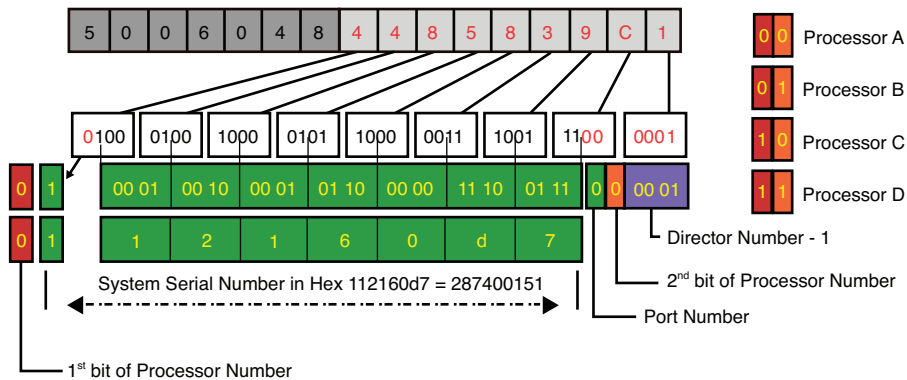 5 0 0 6 0 4 8 4 4 8 5 8 3 9 C 1
0 0 Processor A
0 1 Processor B
1 0 Processor C
1 1 Processor D
0100 0100 1000 0101 1000 0011 1001 1100 0001
0 1 00 01 00 10 00 01 01 10 00 00 11 10 01 11 0 0 00 01
0 1 1 2 1 6 0 d 7
Director Number - 1
System Serial Number in Hex 112160d7 = 287400151
2nd bit of Processor Number
Port Number
1st bit of Processor Number